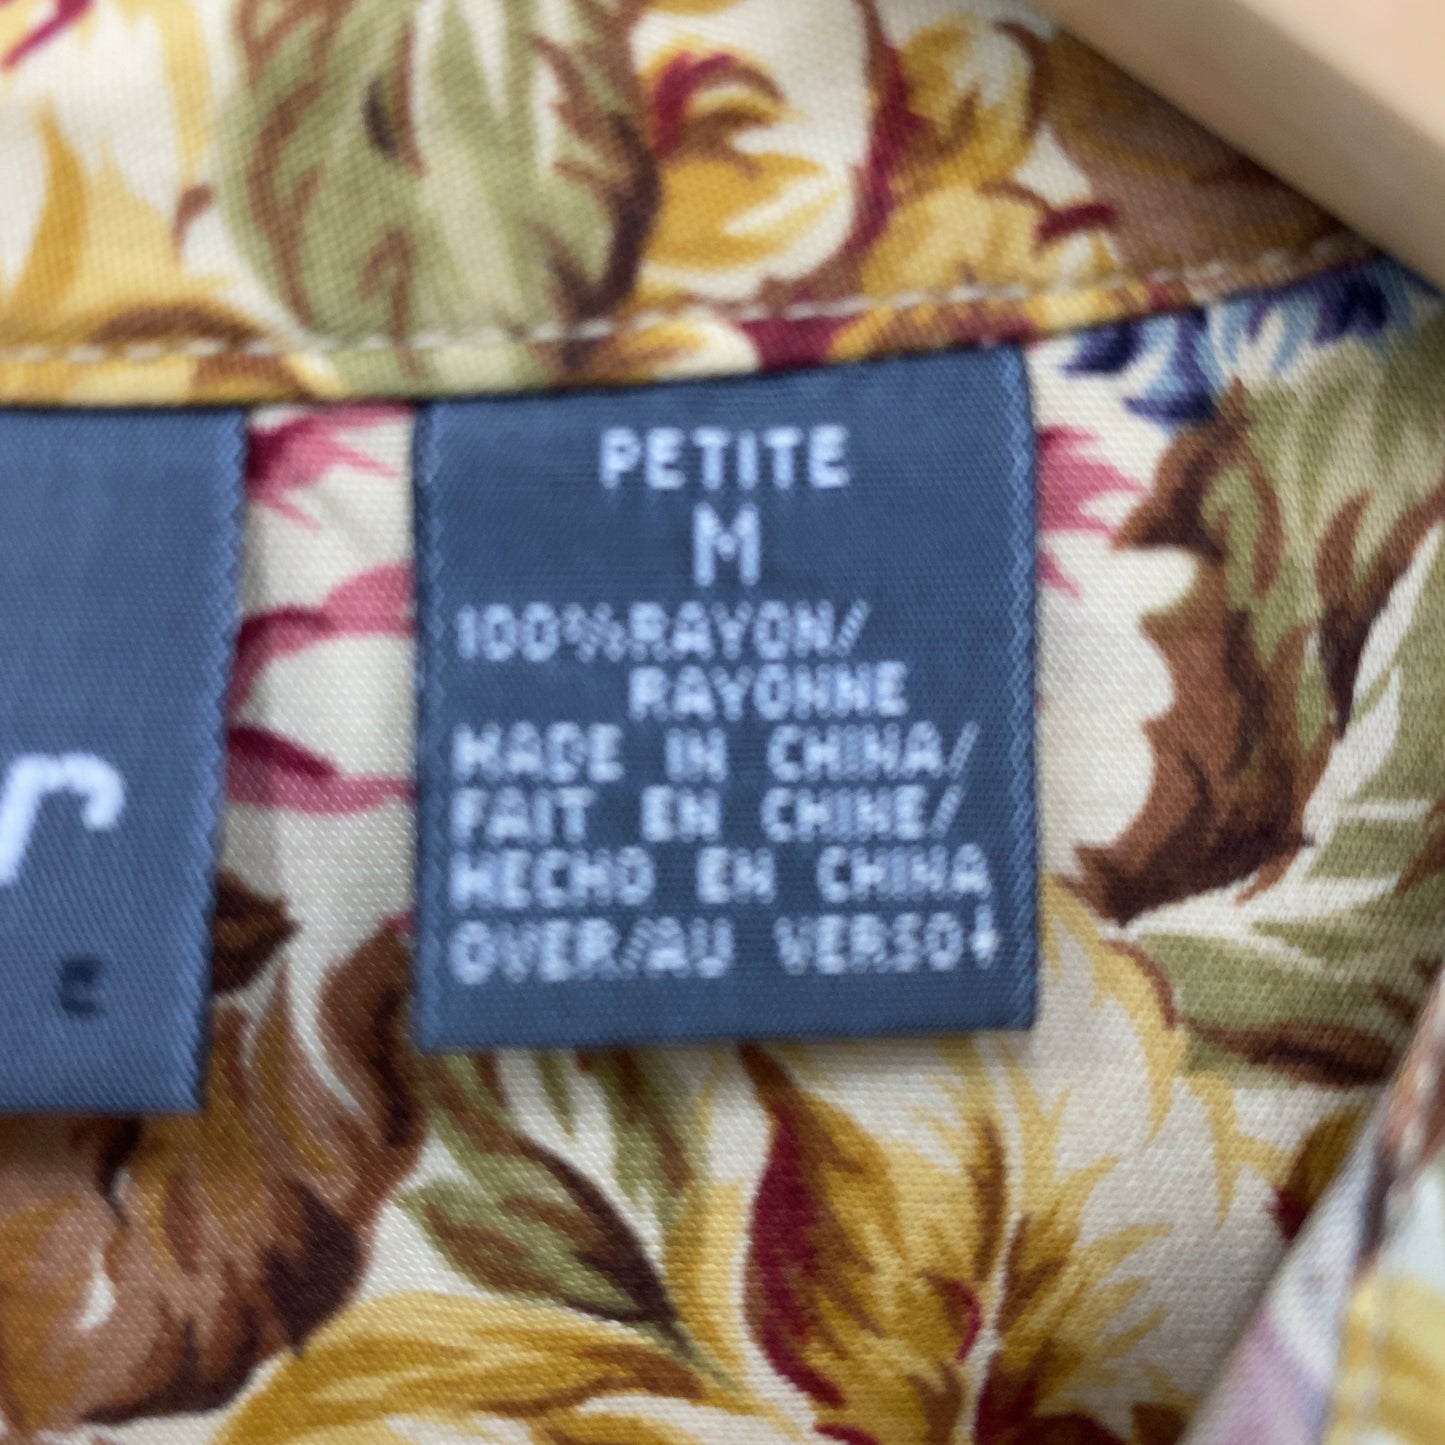 PETITE
M
100%RAYON/
RAYONNE
MADE IN CHINA/
FAIT EN CHINE/
HECHO EN CHINA
OVER/AU VERSO↓
r